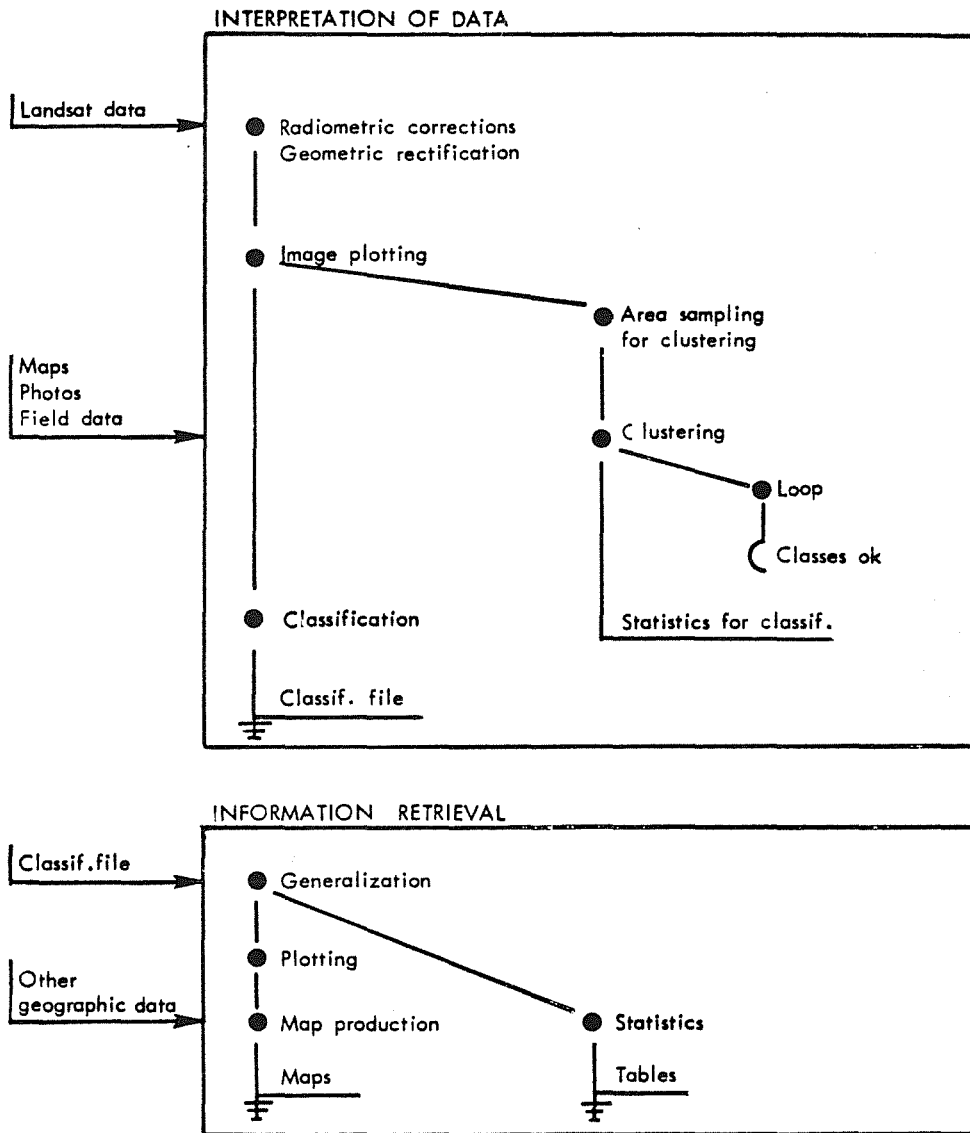 INTERPRETATION OF DATA
Landsat data
Radiometric corrections
Geometric rectification
Image plotting
Area sampling
for clustering
Maps
Photos
Field data
Clustering
Loop
Classes ok
Classification
Statistics for classif.
Classif. file
INFORMATION RETRIEVAL
Classif.file
Generalization
Plotting
Other
geographic data
Map production
Statistics
Maps
Tables